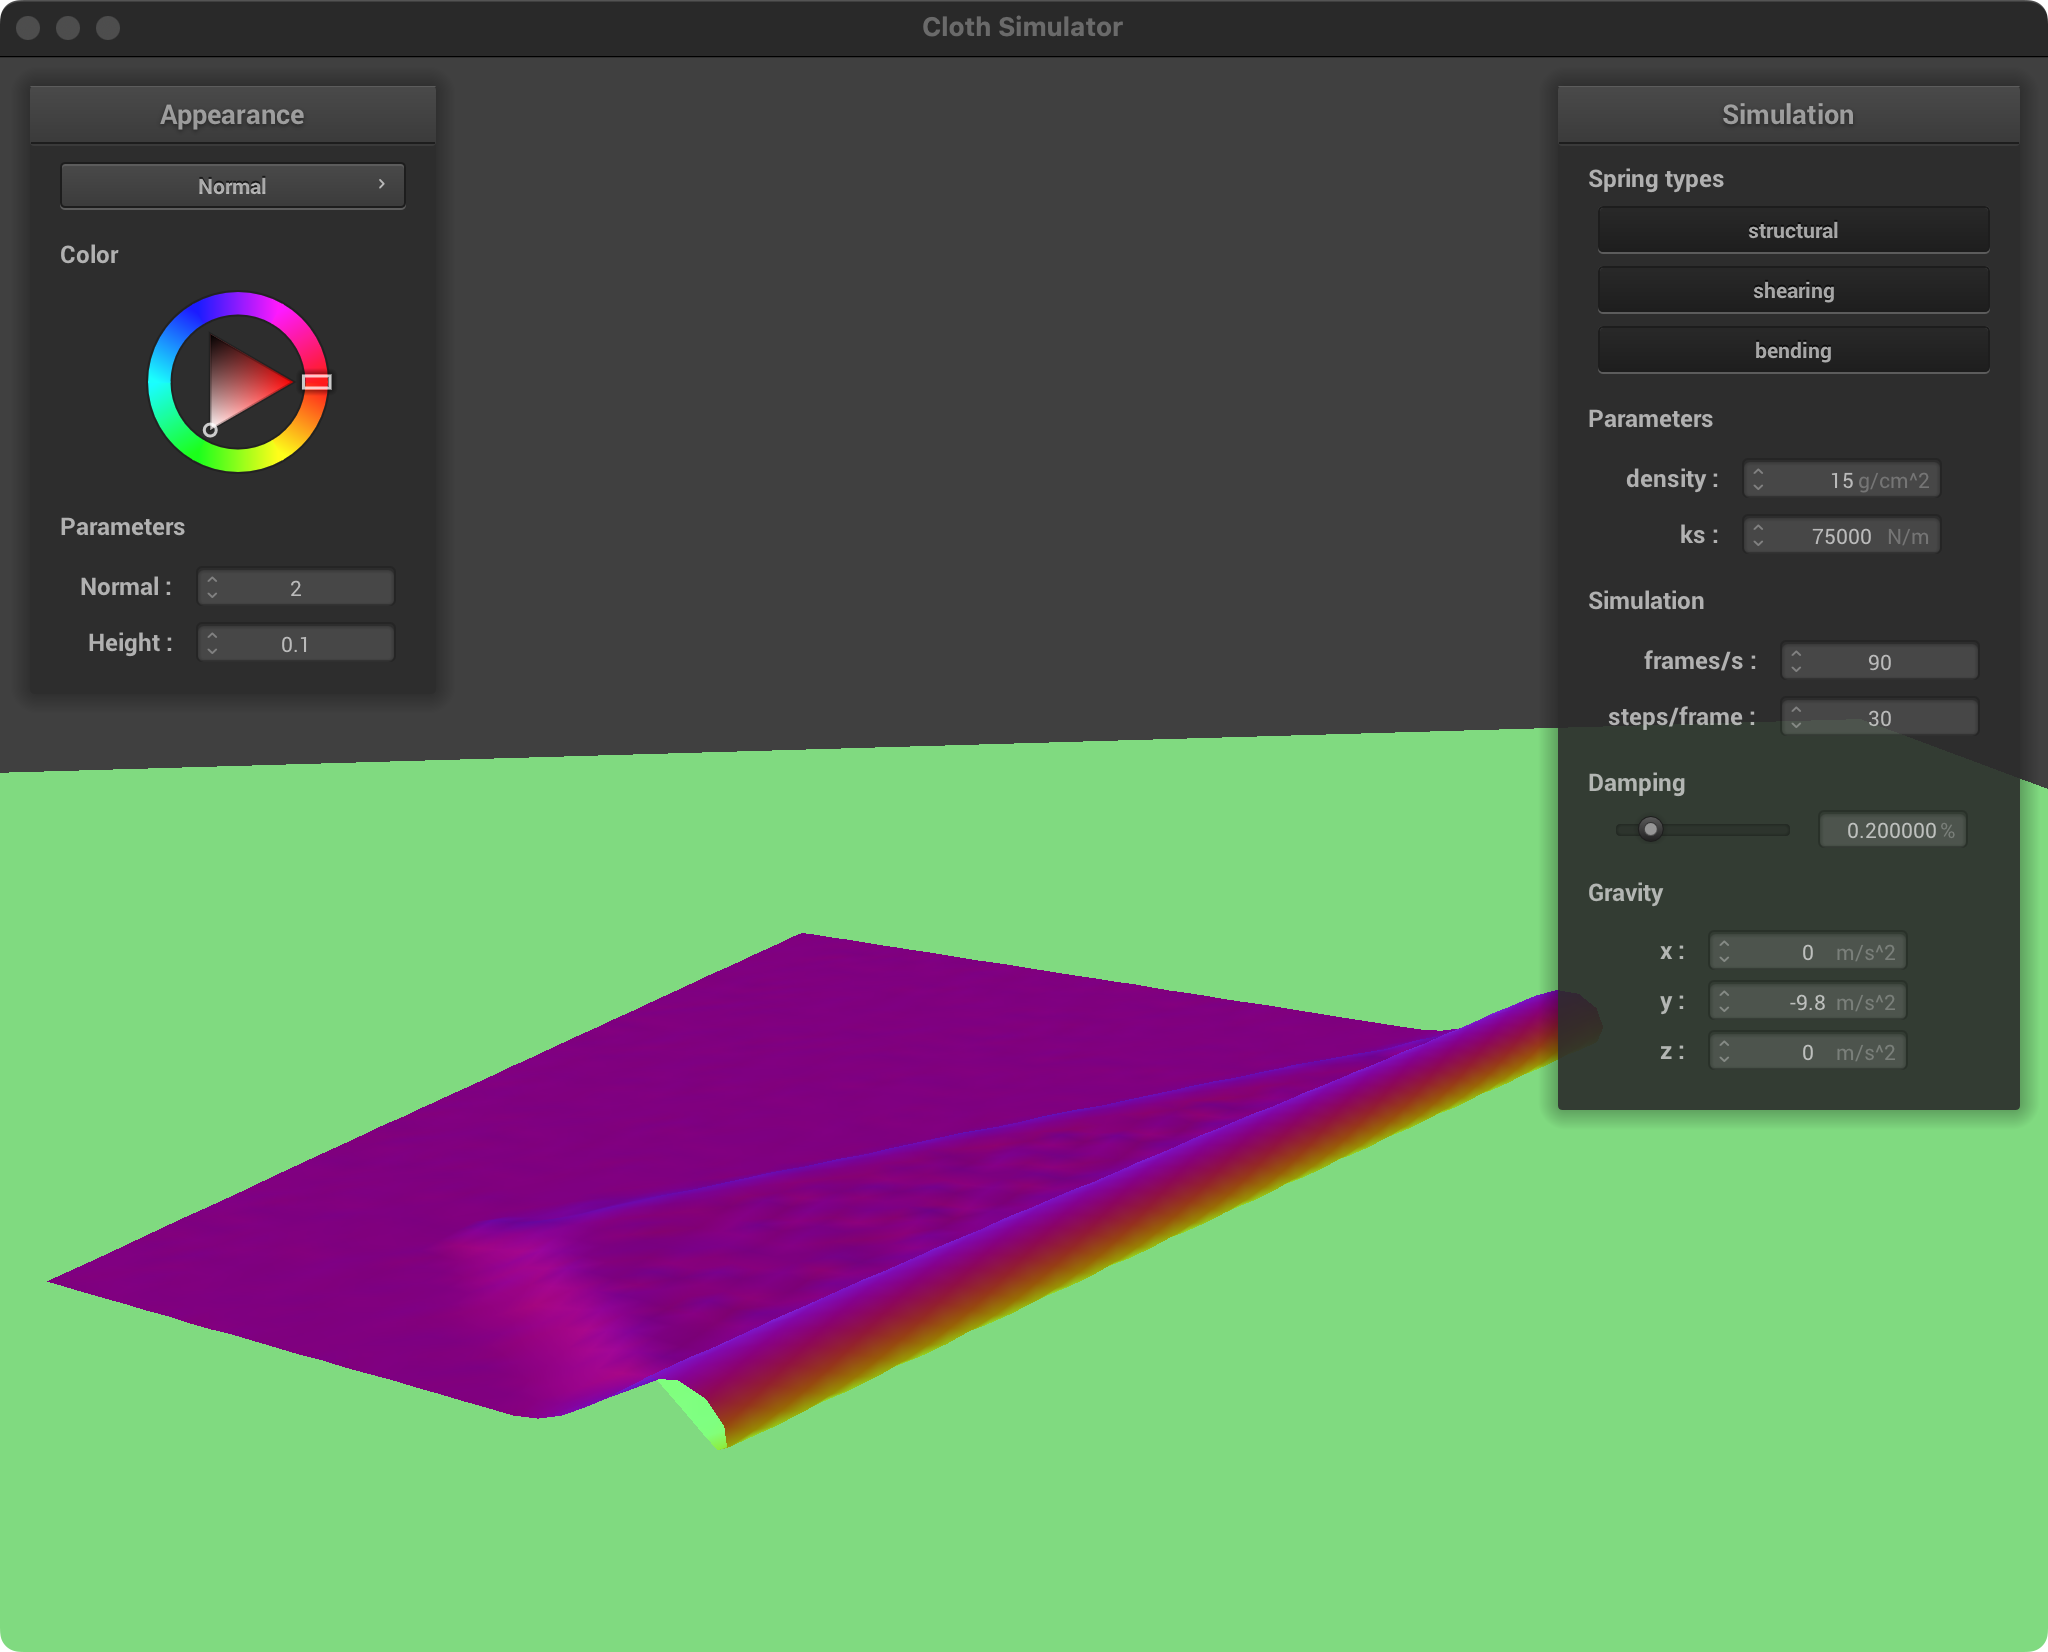 Cloth Simulator
Appearance
Normal
Color
Parameters
Normal : 2
Height : 0.1
Simulation
Spring types
structural
shearing
bending
Parameters
density : 15 g/cm^2
ks : 75000 N/m
Simulation
frames/s : 90
steps/frame : 30
Damping
0.200000 %
Gravity
x : 0 m/s^2
y : -9.8 m/s^2
z : 0 m/s^2